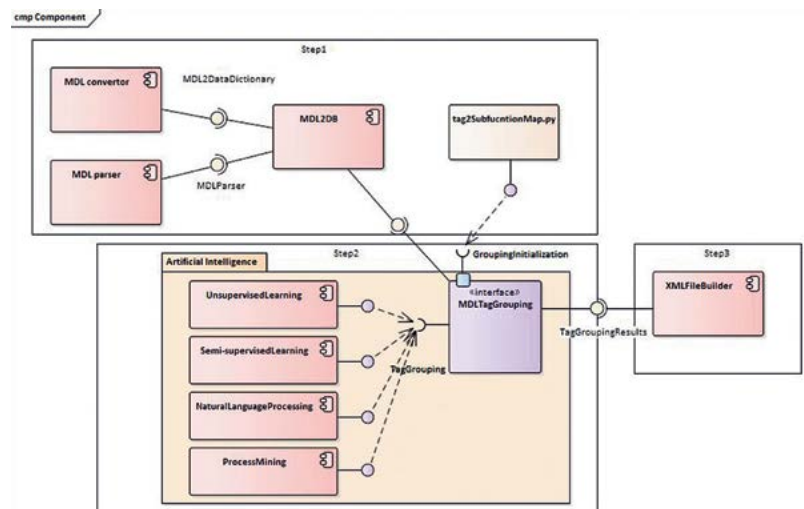 cmp Component
Step1
MDL convertor
MDL2DataDictionary
MDL2DB
tag2SubfucntionMap.py
MDL parser
MDLParser
GroupingInitialization
Step2
Step3
Artificial Intelligence
UnsupervisedLearning
«interface»
MDLTagGrouping
XMLFileBuilder
TagGroupingResults
Semi-supervisedLearning
TagGrouping
NaturalLanguageProcessing
ProcessMining